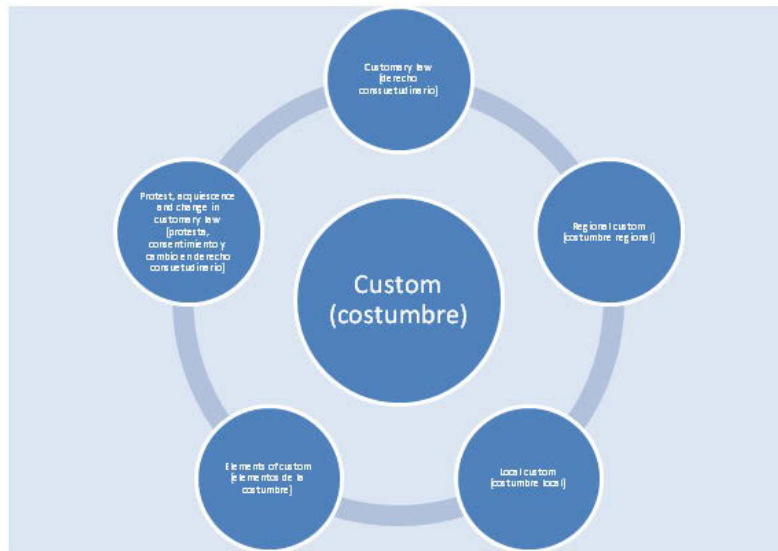 Customary law
[derecho
conssuetudinario]
Protest, acquiescence
and change in
customary law
[protesta,
consentimiento y
cambio en derecho
consuetudinario]
Regional custom
[costumbre regional]
Custom
(costumbre)
Elements of custom
[elementos de la
costumbre]
Local custom
[costumbre local]